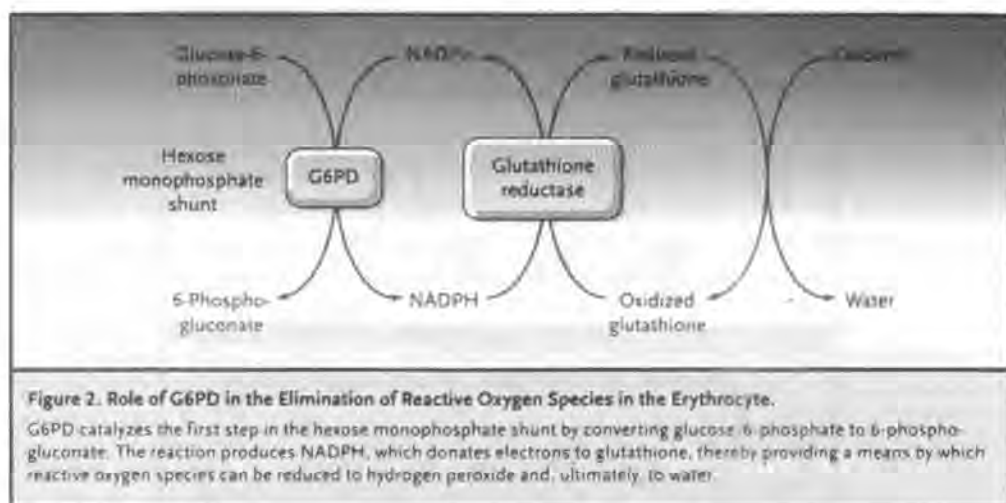 Glucose-6-
phosphate
NADP+
Reduced
glutathione
Oxidants
Hexose
monophosphate
shunt
G6PD
Glutathione
reductase
6-Phospho-
gluconate
NADPH
Oxidized
glutathione
Water
Figure 2. Role of G6PD in the Elimination of Reactive Oxygen Species in the Erythrocyte.
G6PD catalyzes the first step in the hexose monophosphate shunt by converting glucose-6-phosphate to 6-phospho-
gluconate. The reaction produces NADPH, which donates electrons to glutathione, thereby providing a means by which
reactive oxygen species can be reduced to hydrogen peroxide and, ultimately, to water.